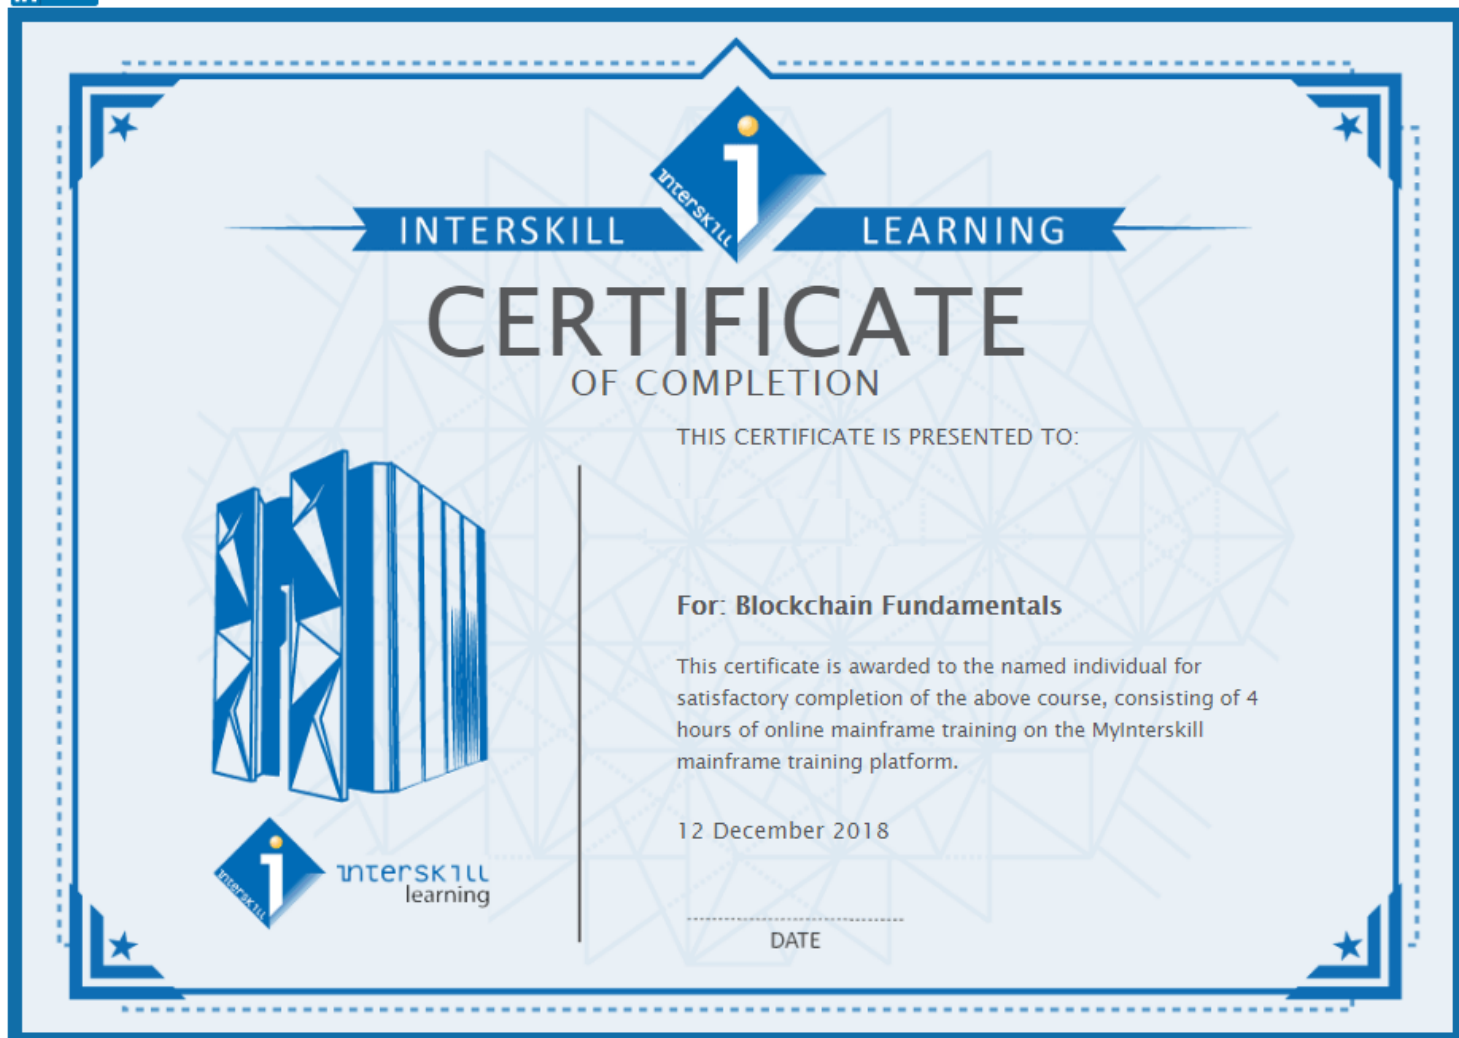 INTERSKILL LEARNING
interskill
CERTIFICATE
OF COMPLETION
THIS CERTIFICATE IS PRESENTED TO:
For: Blockchain Fundamentals
This certificate is awarded to the named individual for
satisfactory completion of the above course, consisting of 4
hours of online mainframe training on the MyInterskill
mainframe training platform.
12 December 2018
DATE
interskill
interskill
learning